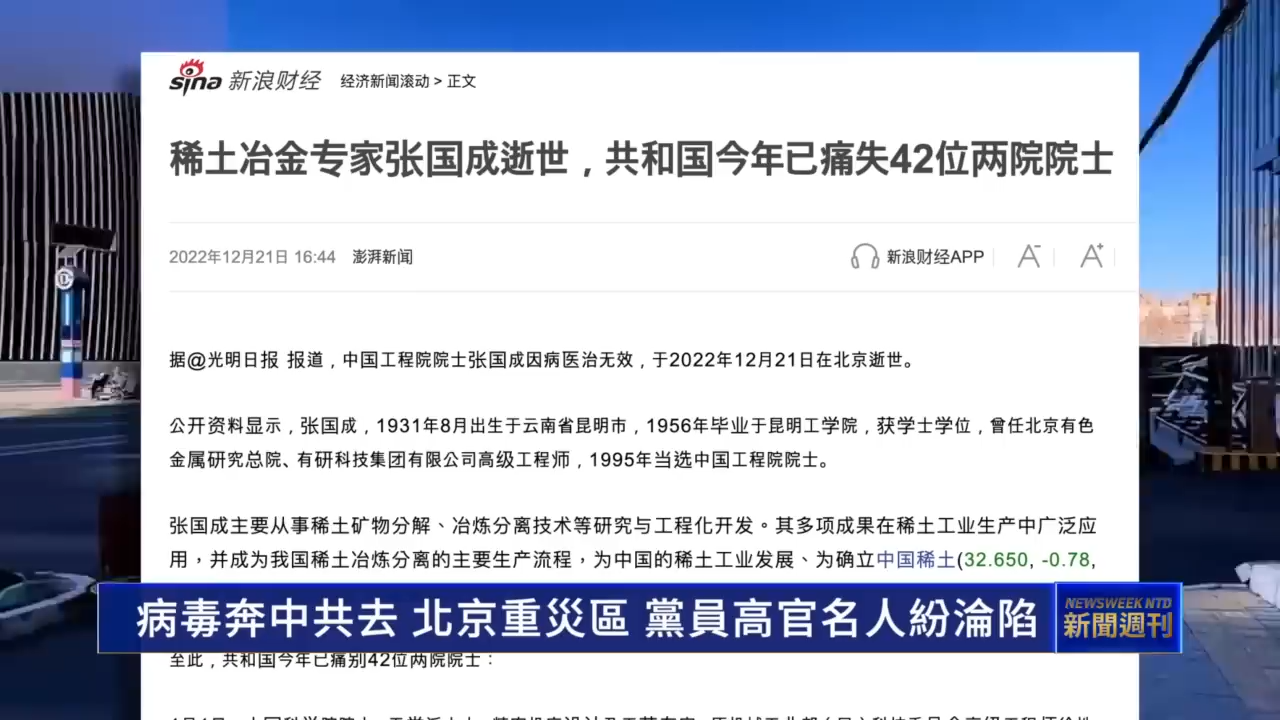 sina 新浪财经 经济新闻滚动 > 正文
稀土冶金专家张国成逝世，共和国今年已痛失42位两院院士
2022年12月21日 16:44 澎湃新闻 新浪财经APP A- A+
据@光明日报 报道，中国工程院院士张国成因病医治无效，于2022年12月21日在北京逝世。
公开资料显示，张国成，1931年8月出生于云南省昆明市，1956年毕业于昆明工学院，获学士学位，曾任北京有色
金属研究总院、有研科技集团有限公司高级工程师，1995年当选中国工程院院士。
张国成主要从事稀土矿物分解、冶炼分离技术等研究与工程化开发。其多项成果在稀土工业生产中广泛应
用，并成为我国稀土冶炼分离的主要生产流程，为中国的稀土工业发展、为确立中国稀土(32.650, -0.78,
病毒奔中共去 北京重災區 黨員高官名人紛淪陷
NEWSWEEK NTD
新聞週刊
至此，共和国今年已痛别42位两院院士：